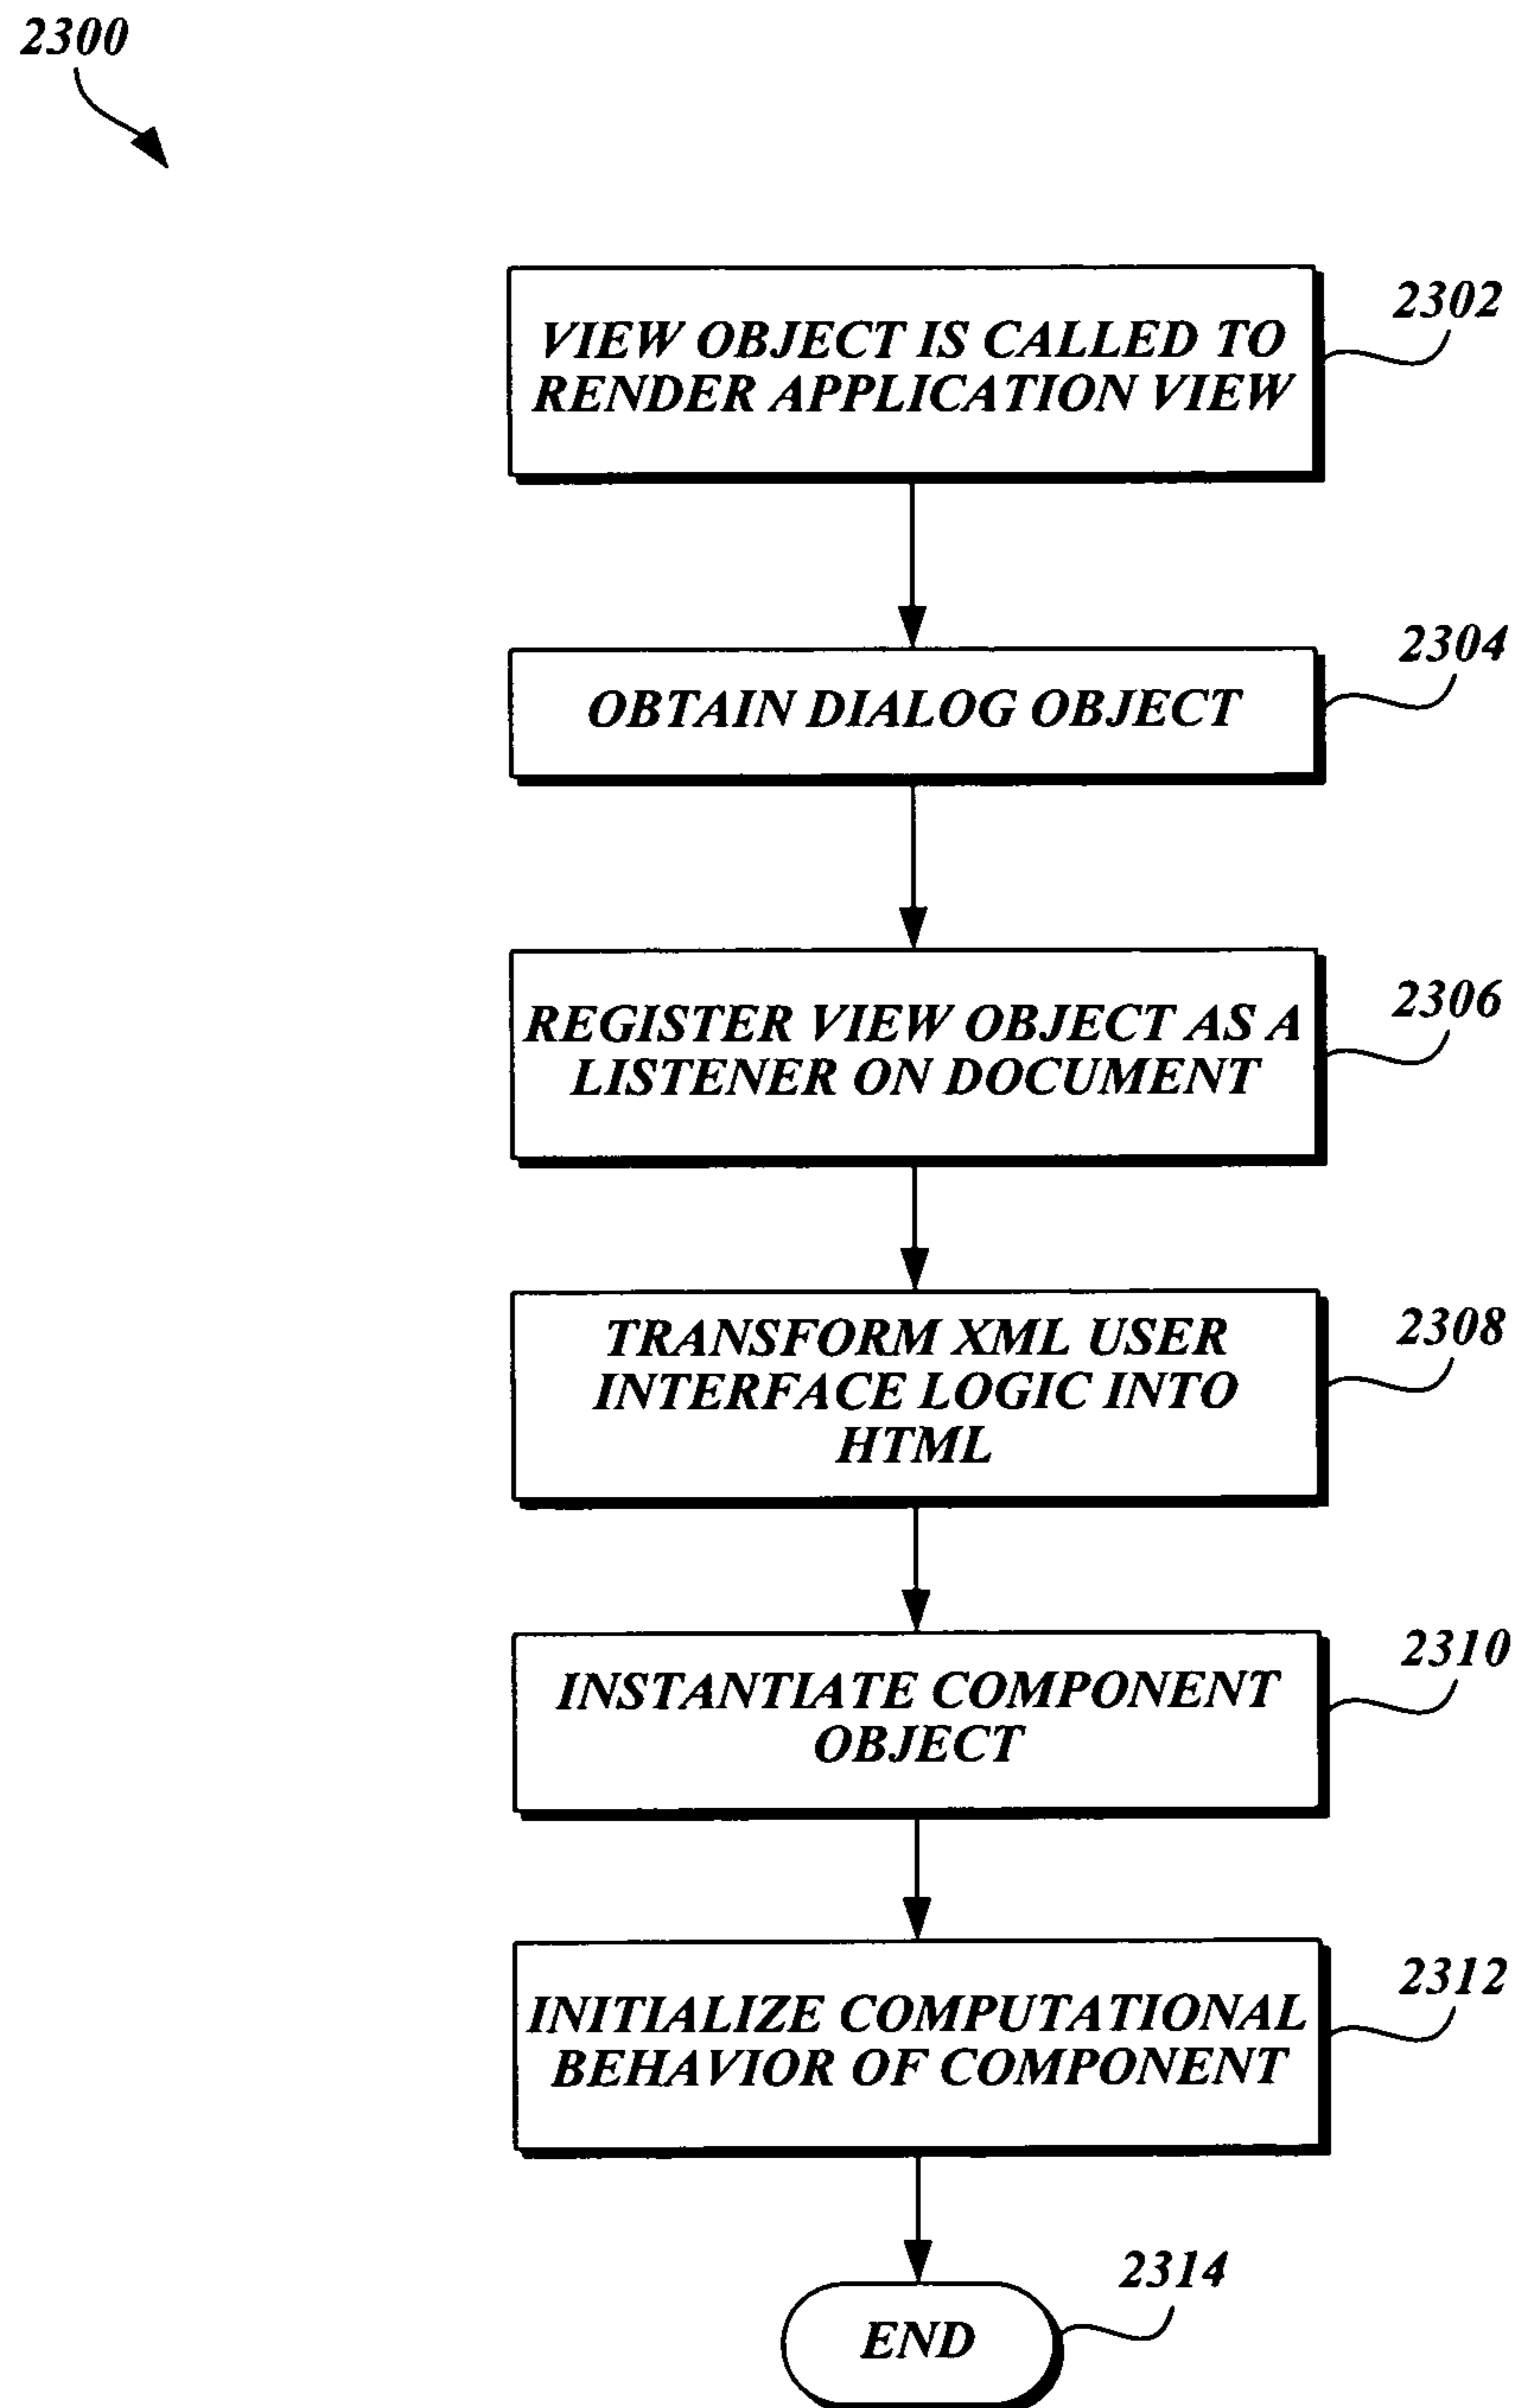 2300
VIEW OBJECT IS CALLED TO
RENDER APPLICATION VIEW
2302
OBTAIN DIALOG OBJECT
2304
REGISTER VIEW OBJECT AS A
LISTENER ON DOCUMENT
2306
TRANSFORM XML USER
INTERFACE LOGIC INTO
HTML
2308
INSTANTIATE COMPONENT
OBJECT
2310
INITIALIZE COMPUTATIONAL
BEHAVIOR OF COMPONENT
2312
END
2314